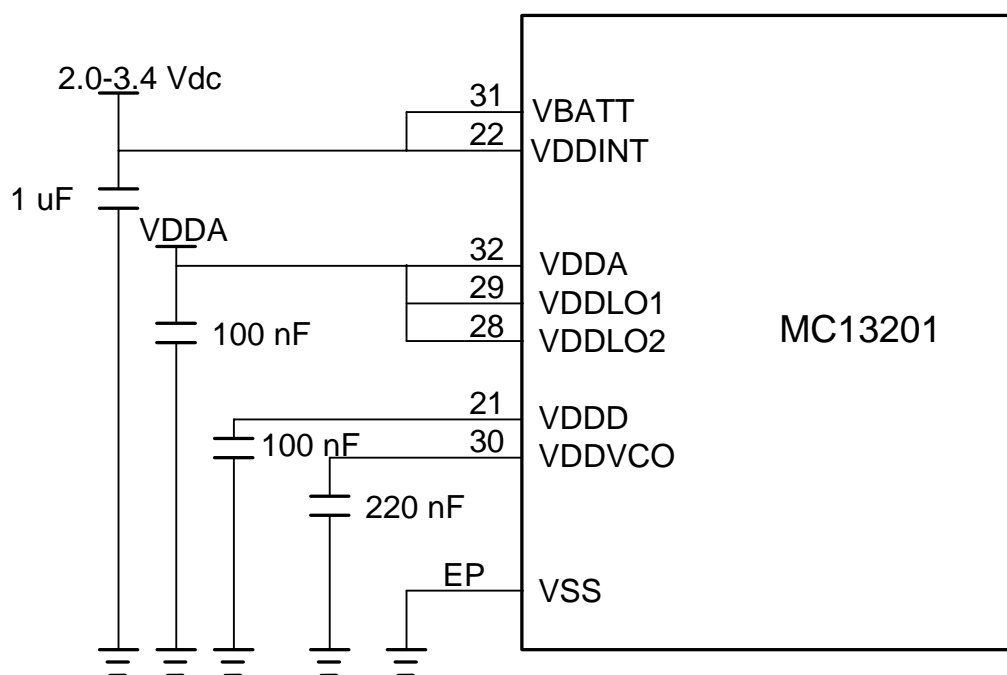 2.0-3.4 Vdc
31
VBATT
22
VDDINT
1 uF
VDDA
32
VDDA
29
VDDLO1
100 nF
28
VDDLO2
MC13201
21
VDDD
100 nF
30
VDDVCO
220 nF
EP
VSS